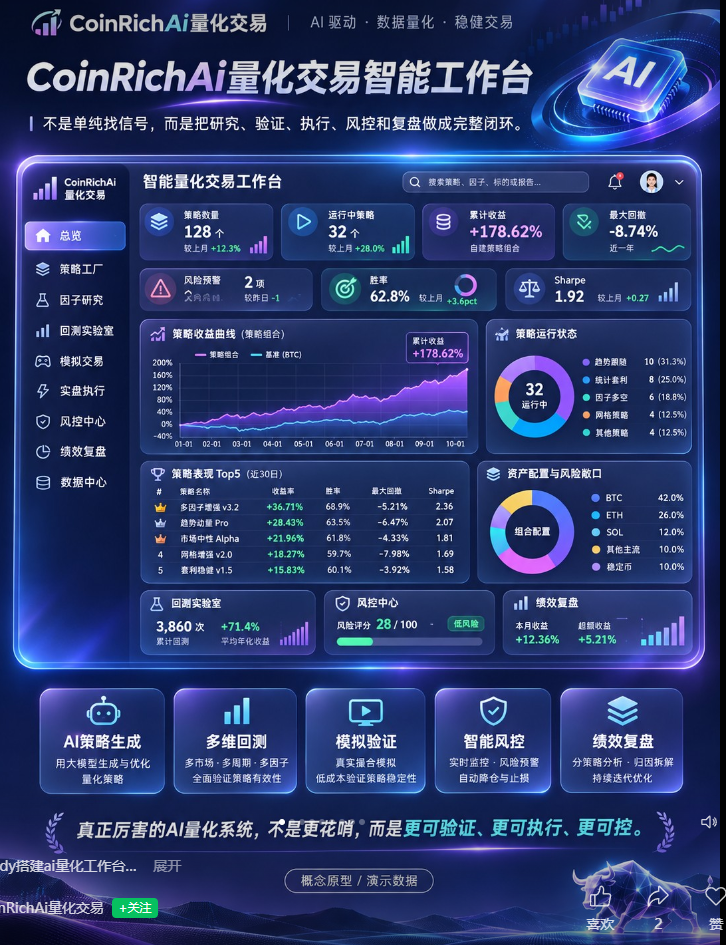 CoinRichAi量化交易 | AI 驱动 · 数据量化 · 稳健交易
CoinRichAi量化交易智能工作台
AI
不是单纯找信号，而是把研究、验证、执行、风控和复盘做成完整闭环。
CoinRichAi
量化交易
智能量化交易工作台
搜索策略、因子、标的或报告...
总览
策略工厂
因子研究
回测实验室
模拟交易
实盘执行
风控中心
绩效复盘
数据中心
策略数量
128 个
较上月 +12.3%
运行中策略
32 个
较上月 +28.0%
累计收益
+178.62%
自建策略组合
最大回撤
-8.74%
近一年
风险预警
2 项
较昨日 -1
胜率
62.8%
较上月 +3.6pct
Sharpe
1.92
较上月 +0.27
策略收益曲线（策略组合）
策略组合
基准 (BTC)
累计收益
+178.62%
200%
160%
120%
80%
40%
0%
-40%
01-01 02-01 03-01 04-01 05-01 06-01 07-01 08-01 09-01 10-01
策略运行状态
32
运行中
趋势跟随 10 (31.3%)
统计套利 8 (25.0%)
因子多空 6 (18.8%)
网格策略 4 (12.5%)
其他策略 4 (12.5%)
策略表现 Top5（近30日）
# 策略名称 收益率 胜率 最大回撤 Sharpe
多因子增强 v3.2 +36.71% 68.9% -5.21% 2.36
趋势动量 Pro +28.43% 63.5% -6.47% 2.07
市场中性 Alpha +21.96% 61.8% -4.33% 1.81
4 网格增强 v2.0 +18.27% 59.7% -7.98% 1.69
5 套利稳健 v1.5 +15.83% 60.1% -3.92% 1.58
资产配置与风险敞口
组合配置
BTC 42.0%
ETH 26.0%
SOL 12.0%
其他主流 10.0%
稳定币 10.0%
回测实验室
3,860 次
累计回测
+71.4%
平均年化收益
风控中心
风险评分 28 / 100 - 低风险
绩效复盘
本月收益
+12.36%
超额收益
+5.21%
AI策略生成
用大模型生成与优化
量化策略
多维回测
多市场 · 多周期 · 多因子
全面验证策略有效性
模拟验证
真实撮合模拟
低成本验证策略稳定性
智能风控
实时监控 · 风险预警
自动降仓与止损
绩效复盘
分策略分析 · 归因拆解
持续迭代优化
真正厉害的AI量化系统，不是更花哨，而是更可验证、更可执行、更可控。
dy搭建ai量化工作台... 展开
概念原型 / 演示数据
nRichAi量化交易 +关注
喜欢
2
赞